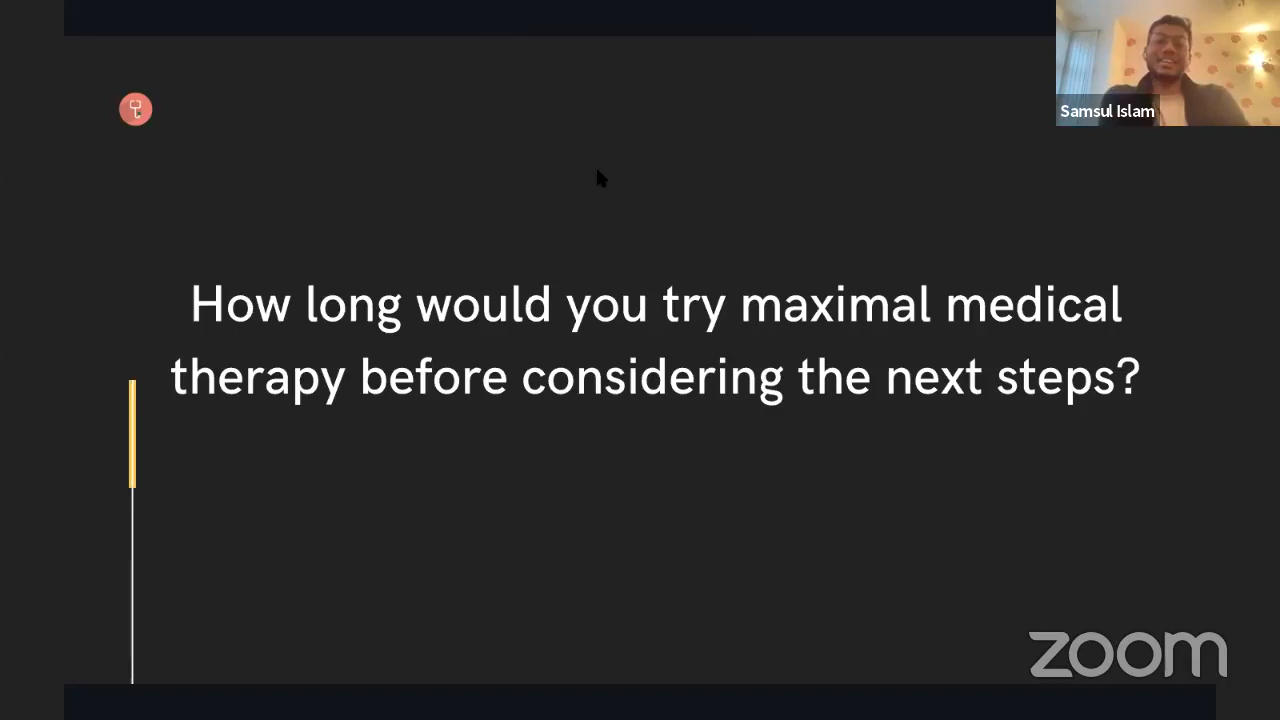 Samsul Islam
How long would you try maximal medical
therapy before considering the next steps?
zoom